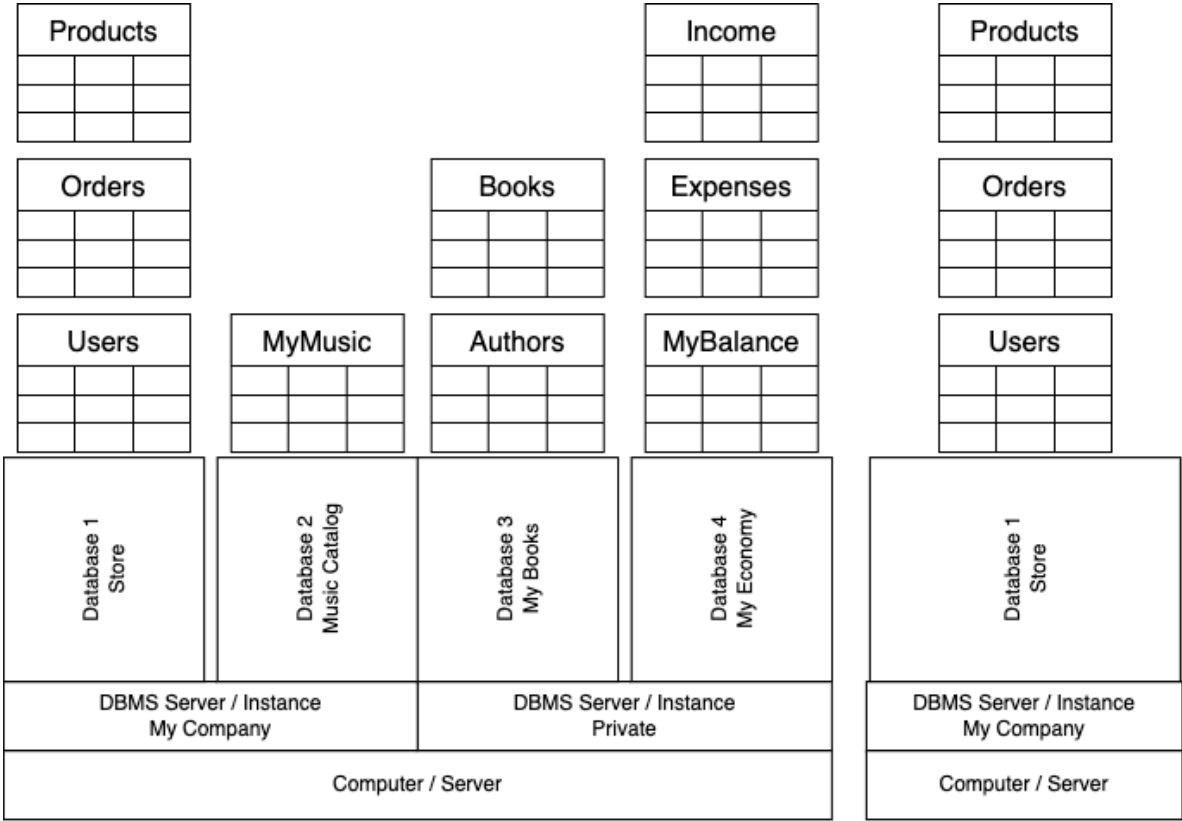 Products
Income
Products
Orders
Books
Expenses
Orders
Users
MyMusic
Authors
MyBalance
Users
Database 1
Store
Database 2
Music Catalog
Database 3
My Books
Database 4
My Economy
Database 1
Store
DBMS Server / Instance
My Company
DBMS Server / Instance
Private
DBMS Server / Instance
My Company
Computer / Server
Computer / Server